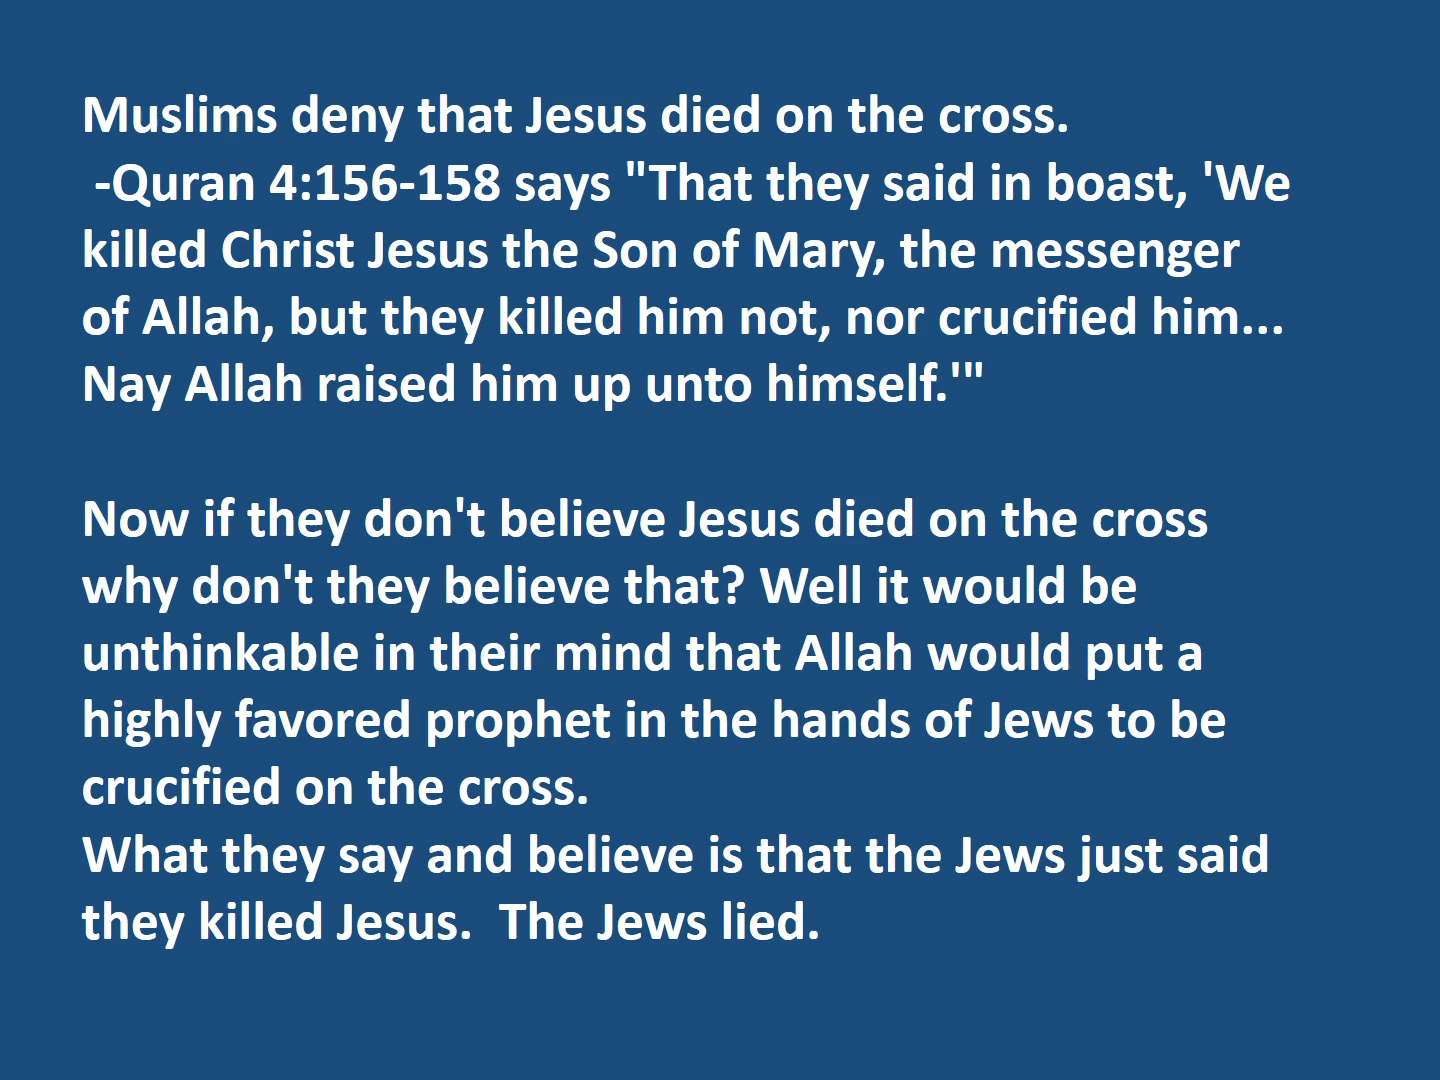 Muslims deny that Jesus died on the cross.
-Quran 4:156-158 says "That they said in boast, 'We
killed Christ Jesus the Son of Mary, the messenger
of Allah, but they killed him not, nor crucified him...
Nay Allah raised him up unto himself.'"
Now if they don't believe Jesus died on the cross
why don't they believe that? Well it would be
unthinkable in their mind that Allah would put a
highly favored prophet in the hands of Jews to be
crucified on the cross.
What they say and believe is that the Jews just said
they killed Jesus.  The Jews lied.